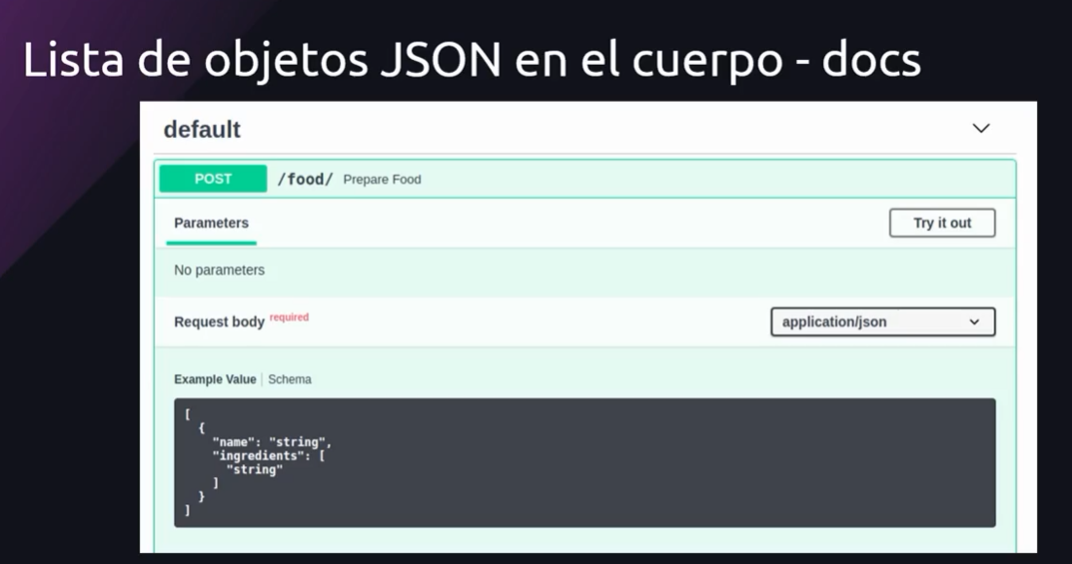 Lista de objetos JSON en el cuerpo - docs
default
POST /food/ Prepare Food
Parameters Try it out
No parameters
Request body required application/json
Example Value Schema
[
{
"name": "string",
"ingredients": [
"string"
]
}
]